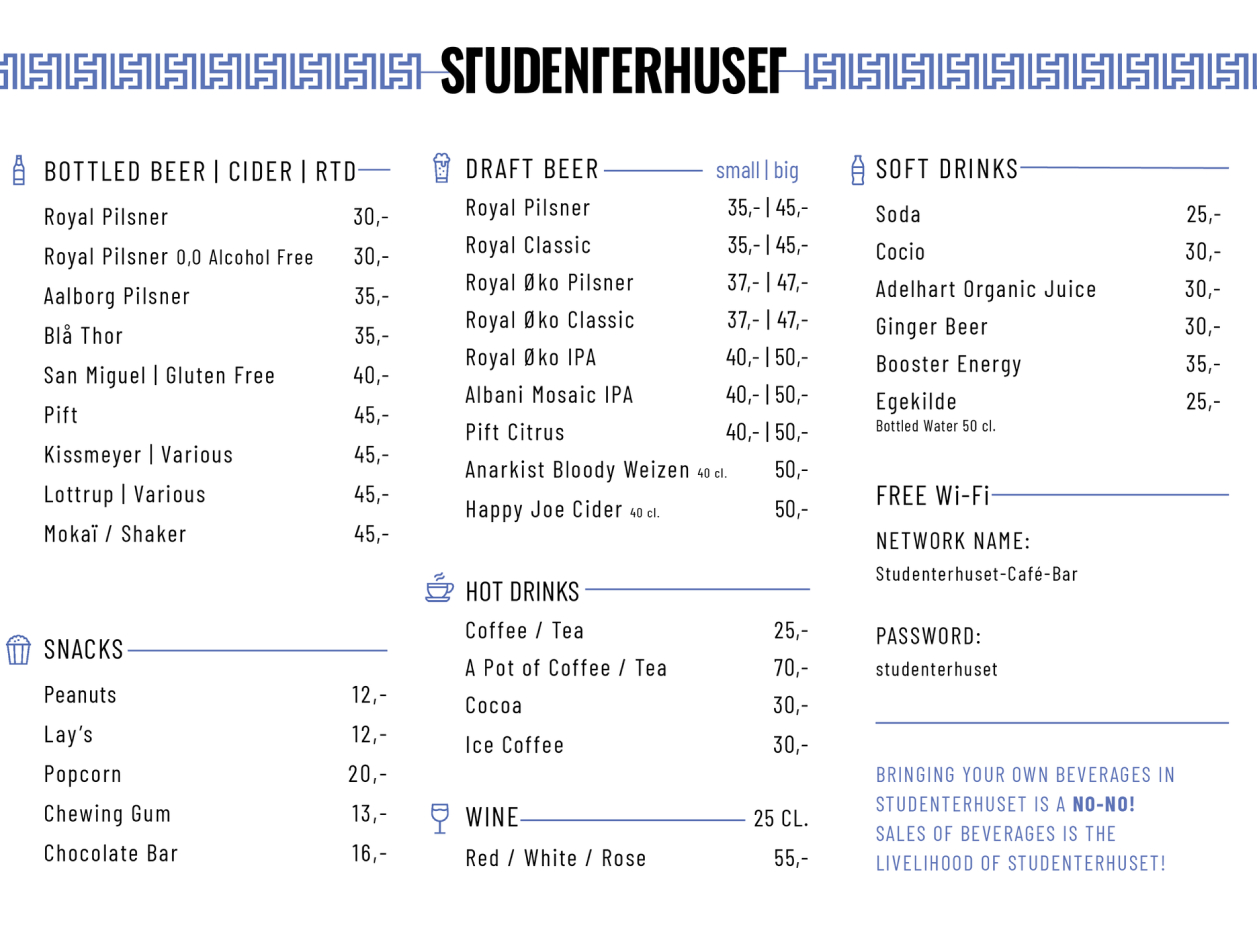 STUDENTERHUSET
BOTTLED BEER | CIDER | RTD
Royal Pilsner 30,-
Royal Pilsner 0,0 Alcohol Free 30,-
Aalborg Pilsner 35,-
Blå Thor 35,-
San Miguel | Gluten Free 40,-
Pift 45,-
Kissmeyer | Various 45,-
Lottrup | Various 45,-
Mokaï / Shaker 45,-
SNACKS
Peanuts 12,-
Lay's 12,-
Popcorn 20,-
Chewing Gum 13,-
Chocolate Bar 16,-
DRAFT BEER small | big
Royal Pilsner 35,- | 45,-
Royal Classic 35,- | 45,-
Royal Øko Pilsner 37,- | 47,-
Royal Øko Classic 37,- | 47,-
Royal Øko IPA 40,- | 50,-
Albani Mosaic IPA 40,- | 50,-
Pift Citrus 40,- | 50,-
Anarkist Bloody Weizen 40 cl. 50,-
Happy Joe Cider 40 cl. 50,-
HOT DRINKS
Coffee / Tea 25,-
A Pot of Coffee / Tea 70,-
Cocoa 30,-
Ice Coffee 30,-
WINE 25 CL.
Red / White / Rose 55,-
SOFT DRINKS
Soda 25,-
Cocio 30,-
Adelhart Organic Juice 30,-
Ginger Beer 30,-
Booster Energy 35,-
Egekilde 25,-
Bottled Water 50 cl.
FREE Wi-Fi
NETWORK NAME:
Studenterhuset-Café-Bar
PASSWORD:
studenterhuset
BRINGING YOUR OWN BEVERAGES IN
STUDENTERHUSET IS A NO-NO!
SALES OF BEVERAGES IS THE
LIVELIHOOD OF STUDENTERHUSET!